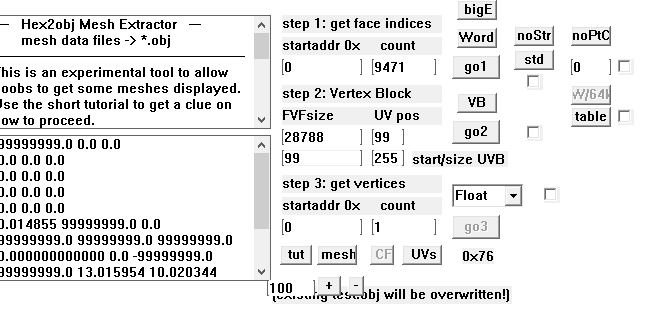 Hex2obj Mesh Extractor —
mesh data files -> *.obj
This is an experimental tool to allow
noobs to get some meshes displayed.
Use the short tutorial to get a clue on
how to proceed.
99999999.0 0.0 0.0
0.0 0.0 0.0
0.0 0.0 0.0
0.0 0.0 0.0
0.0 0.0 0.0
0.014855 99999999.0 0.0
99999999.0 99999999.0 99999999.0
0.000000000000 0.0 -99999999.0
99999999.0 13.015954 10.020344
step 1: get face indices
startaddr 0x count
0 9471
step 2: Vertex Block
FVFsize UV pos
28788 99
99 255 start/size UVB
step 3: get vertices
startaddr 0x count
0 1
tut mesh CF UVs
100 + -
(existing test.obj will be overwritten!)
bigE
Word noStr noPtC
go1 std 0
VB W/64k
go2 table
Float
go3
0x76